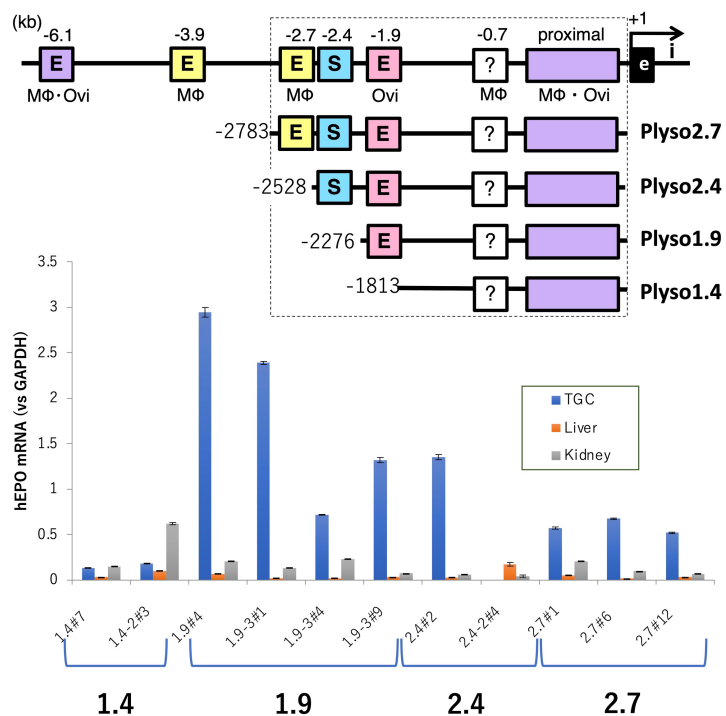 (kb) -6.1 -3.9 -2.7 -2.4 -1.9 -0.7 proximal +1
E E E S E ? e i
MΦ・Ovi MΦ MΦ Ovi MΦ MΦ・Ovi
-2783 E S E ? Plyso2.7
-2528 S E ? Plyso2.4
-2276 E ? Plyso1.9
-1813 ? Plyso1.4
hEPO mRNA (vs GAPDH)
3.5
3
2.5
2
1.5
1
0.5
0
TGC
Liver
Kidney
1.4#7 1.4-2#3 1.9#4 1.9-3#1 1.9-3#4 1.9-3#9 2.4#2 2.4-2#4 2.7#1 2.7#6 2.7#12
1.4 1.9 2.4 2.7